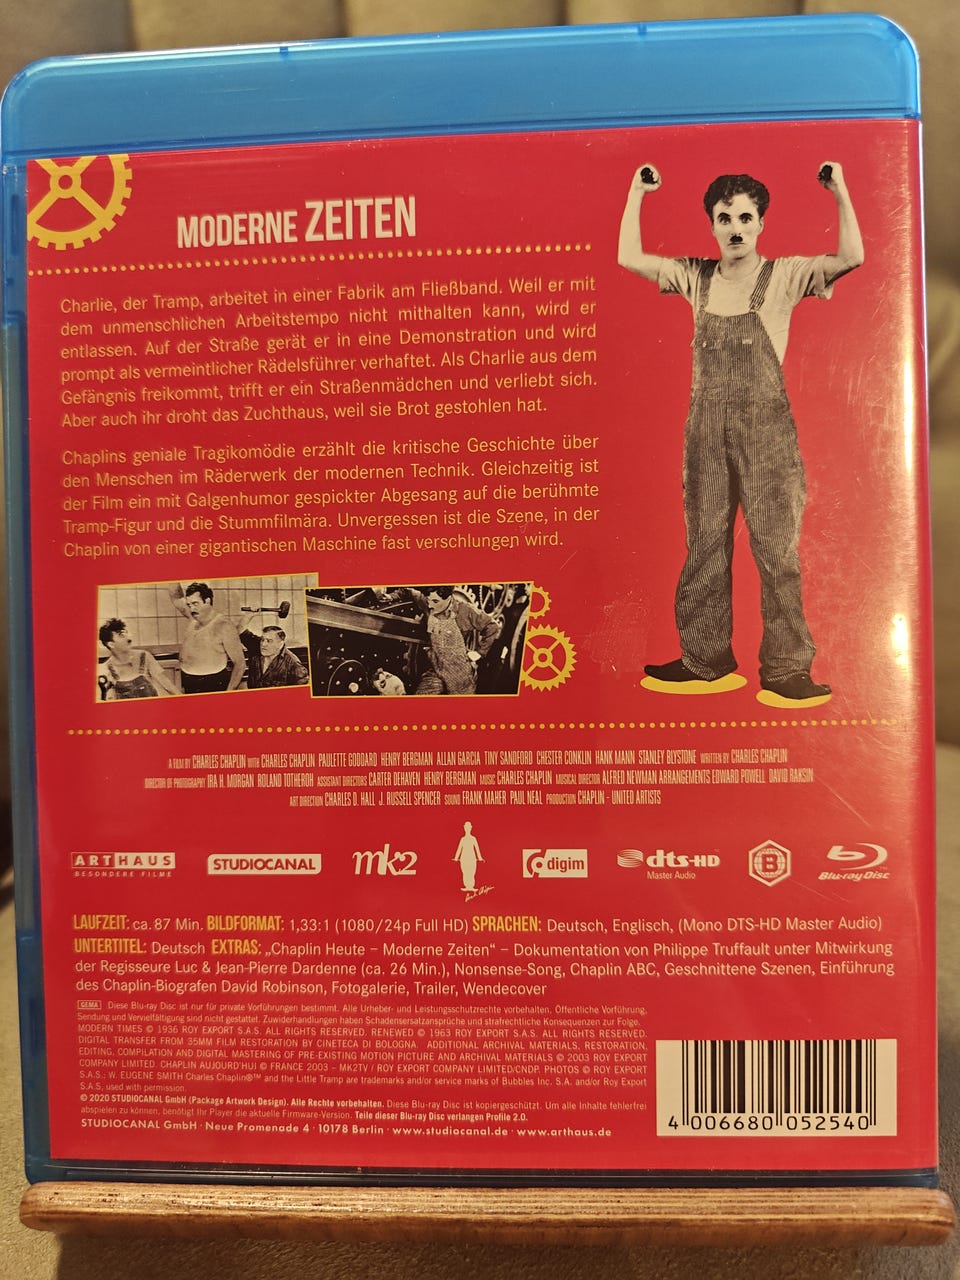 MODERNE ZEITEN
Charlie, der Tramp, arbeitet in einer Fabrik am Fließband. Weil er mit
dem unmenschlichen Arbeitstempo nicht mithalten kann, wird er
entlassen. Auf der Straße gerät er in eine Demonstration und wird
prompt als vermeintlicher Rädelsführer verhaftet. Als Charlie aus dem
Gefängnis freikommt, trifft er ein Straßenmädchen und verliebt sich.
Aber auch ihr droht das Zuchthaus, weil sie Brot gestohlen hat.
Chaplins geniale Tragikomödie erzählt die kritische Geschichte über
den Menschen im Räderwerk der modernen Technik. Gleichzeitig ist
der Film ein mit Galgenhumor gespickter Abgesang auf die berühmte
Tramp-Figur und die Stummfilmära. Unvergessen ist die Szene, in der
Chaplin von einer gigantischen Maschine fast verschlungen wird.
A FILM BY CHARLES CHAPLIN WITH CHARLES CHAPLIN PAULETTE GODDARD HENRY BERGMAN ALLAN GARCIA TINY SANDFORD CHESTER CONKLIN HANK MANN STANLEY BLYSTONE WRITTEN BY CHARLES CHAPLIN
DIRECTOR OF PHOTOGRAPHY IRA H. MORGAN ROLAND TOTHEROH ASSISTANT DIRECTORS CARTER DEHAVEN HENRY BERGMAN MUSIC CHARLES CHAPLIN MUSICAL DIRECTOR ALFRED NEWMAN ARRANGEMENTS EDWARD POWELL DAVID RAKSIN
ART DIRECTION CHARLES D. HALL J. RUSSELL SPENCER SOUND FRANK MAHER PAUL NEAL PRODUCTION CHAPLIN - UNITED ARTISTS
ARTHAUS
BESONDERE FILME
STUDIOCANAL
mk2
digim
dts-HD
Master Audio
Blu-ray Disc
LAUFZEIT: ca. 87 Min. BILDFORMAT: 1,33:1 (1080/24p Full HD) SPRACHEN: Deutsch, Englisch, (Mono DTS-HD Master Audio)
UNTERTITEL: Deutsch EXTRAS: „Chaplin Heute – Moderne Zeiten“ – Dokumentation von Philippe Truffault unter Mitwirkung
der Regisseure Luc & Jean-Pierre Dardenne (ca. 26 Min.), Nonsense-Song, Chaplin ABC, Geschnittene Szenen, Einführung
des Chaplin-Biografen David Robinson, Fotogalerie, Trailer, Wendecover
GEMA Diese Blu-ray Disc ist nur für private Vorführungen bestimmt. Alle Urheber- und Leistungsschutzrechte vorbehalten. Öffentliche Vorführung,
Sendung und Vervielfältigung sind nicht gestattet. Zuwiderhandlungen haben Schadensersatzansprüche und strafrechtliche Konsequenzen zur Folge.
MODERN TIMES © 1936 ROY EXPORT S.A.S. ALL RIGHTS RESERVED. RENEWED © 1963 ROY EXPORT S.A.S. ALL RIGHTS RESERVED.
DIGITAL TRANSFER FROM 35MM FILM RESTORATION BY CINETECA DI BOLOGNA. ADDITIONAL ARCHIVAL MATERIALS, RESTORATION,
EDITING, COMPILATION AND DIGITAL MASTERING OF PRE-EXISTING MOTION PICTURE AND ARCHIVAL MATERIALS © 2003 ROY EXPORT
COMPANY LIMITED. CHAPLIN AUJOURD'HUI © FRANCE 2003 – MK2TV / ROY EXPORT COMPANY LIMITED/CNDP. PHOTOS © ROY EXPORT
S.A.S.: W. EUGENE SMITH Charles Chaplin®™ and the Little Tramp are trademarks and/or service marks of Bubbles Inc. S.A. and/or Roy Export
S.A.S, used with permission.
© 2020 STUDIOCANAL GmbH (Package Artwork Design). Alle Rechte vorbehalten. Diese Blu-ray Disc ist kopiergeschützt. Um alle Inhalte fehlerfrei
abspielen zu können, benötigt Ihr Player die aktuelle Firmware-Version. Teile dieser Blu-ray Disc verlangen Profile 2.0.
STUDIOCANAL GmbH · Neue Promenade 4 · 10178 Berlin · www.studiocanal.de · www.arthaus.de
4 006680 052540